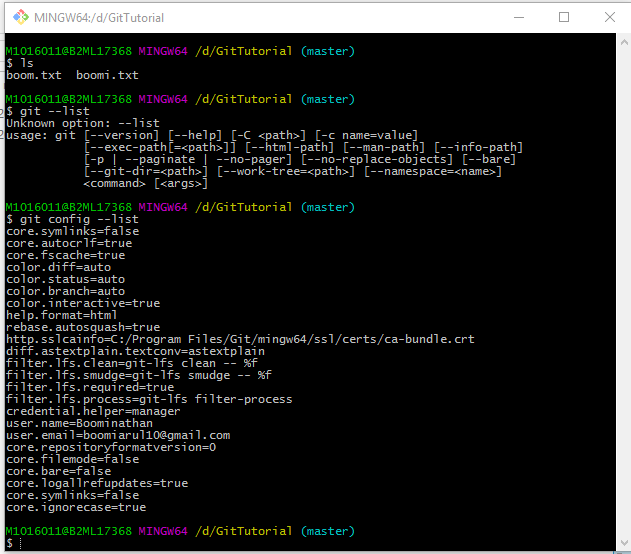 MINGW64:/d/GitTutorial
M1016011@B2ML17368 MINGW64 /d/GitTutorial (master)
$ ls
boom.txt  boomi.txt
M1016011@B2ML17368 MINGW64 /d/GitTutorial (master)
$ git --list
Unknown option: --list
usage: git [--version] [--help] [-C <path>] [-c name=value]
           [--exec-path[=<path>]] [--html-path] [--man-path] [--info-path]
           [-p | --paginate | --no-pager] [--no-replace-objects] [--bare]
           [--git-dir=<path>] [--work-tree=<path>] [--namespace=<name>]
           <command> [<args>]
M1016011@B2ML17368 MINGW64 /d/GitTutorial (master)
$ git config --list
core.symlinks=false
core.autocrlf=true
core.fscache=true
color.diff=auto
color.status=auto
color.branch=auto
color.interactive=true
help.format=html
rebase.autosquash=true
http.sslcainfo=C:/Program Files/Git/mingw64/ssl/certs/ca-bundle.crt
diff.astextplain.textconv=astextplain
filter.lfs.clean=git-lfs clean -- %f
filter.lfs.smudge=git-lfs smudge -- %f
filter.lfs.required=true
filter.lfs.process=git-lfs filter-process
credential.helper=manager
user.name=Boominathan
user.email=boomiarul10@gmail.com
core.repositoryformatversion=0
core.filemode=false
core.bare=false
core.logallrefupdates=true
core.symlinks=false
core.ignorecase=true
M1016011@B2ML17368 MINGW64 /d/GitTutorial (master)
$